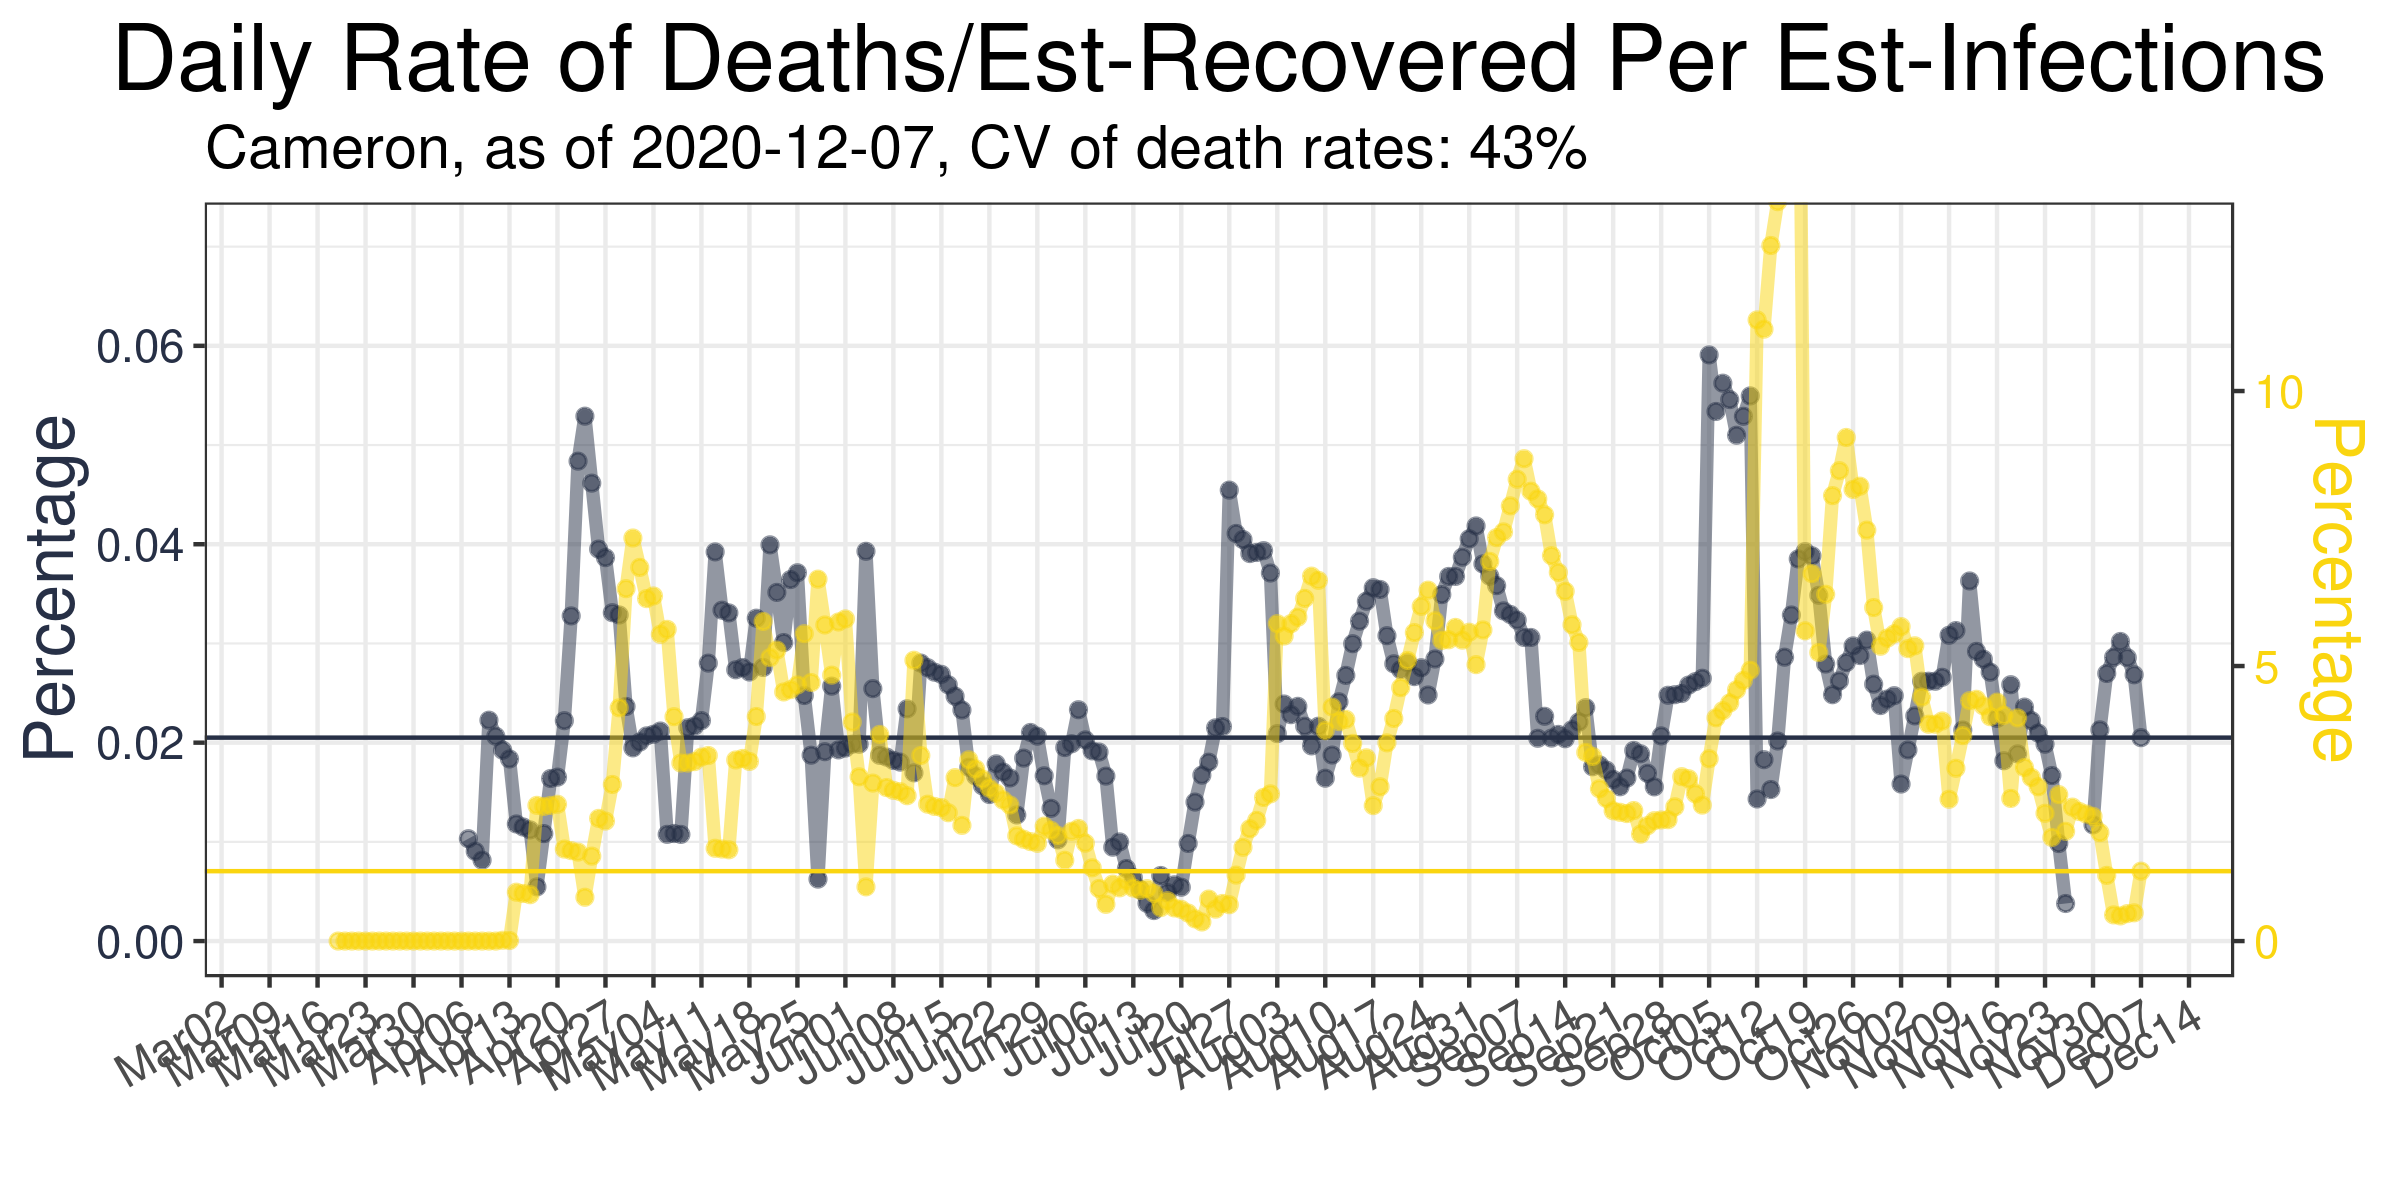 Daily Rate of Deaths/Est-Recovered Per Est-Infections
Cameron, as of 2020-12-07, CV of death rates: 43%
Percentage
0.06
0.04
0.02
0.00
10
5
0
Percentage
Mar02
Mar09
Mar16
Mar23
Mar30
Apr06
Apr13
Apr20
Apr27
May04
May11
May18
May25
Jun01
Jun08
Jun15
Jun22
Jun29
Jul06
Jul13
Jul20
Jul27
Aug03
Aug10
Aug17
Aug24
Aug31
Sep07
Sep14
Sep21
Sep28
Oct05
Oct12
Oct19
Oct26
Nov02
Nov09
Nov16
Nov23
Nov30
Dec07
Dec14